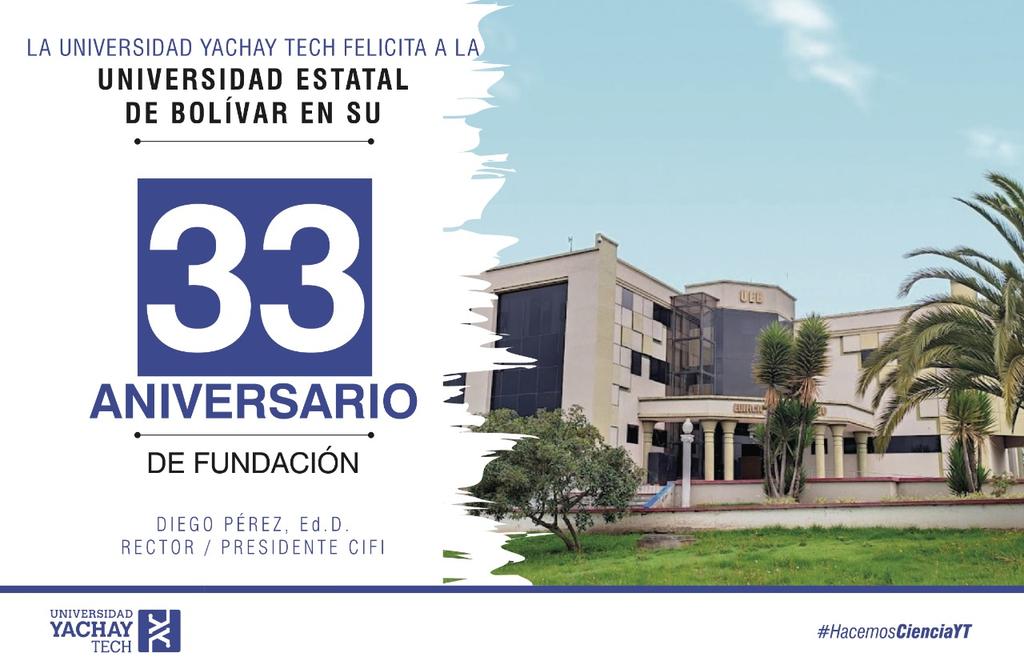 LA UNIVERSIDAD YACHAY TECH FELICITA A LA
UNIVERSIDAD ESTATAL
DE BOLÍVAR EN SU
33
ANIVERSARIO
DE FUNDACIÓN
DIEGO PÉREZ, Ed.D.
RECTOR / PRESIDENTE CIFI
UEB
UNIVERSIDAD
YACHAY
TECH
#HacemosCienciaYT